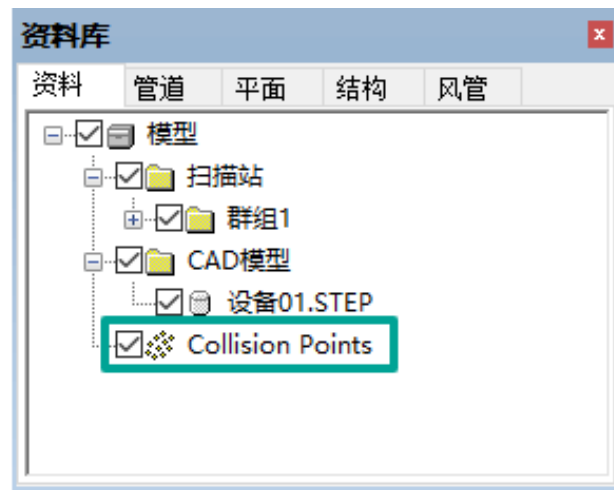 资料库
资料 管道 平面 结构 风管
模型
扫描站
群组1
CAD模型
设备01.STEP
Collision Points